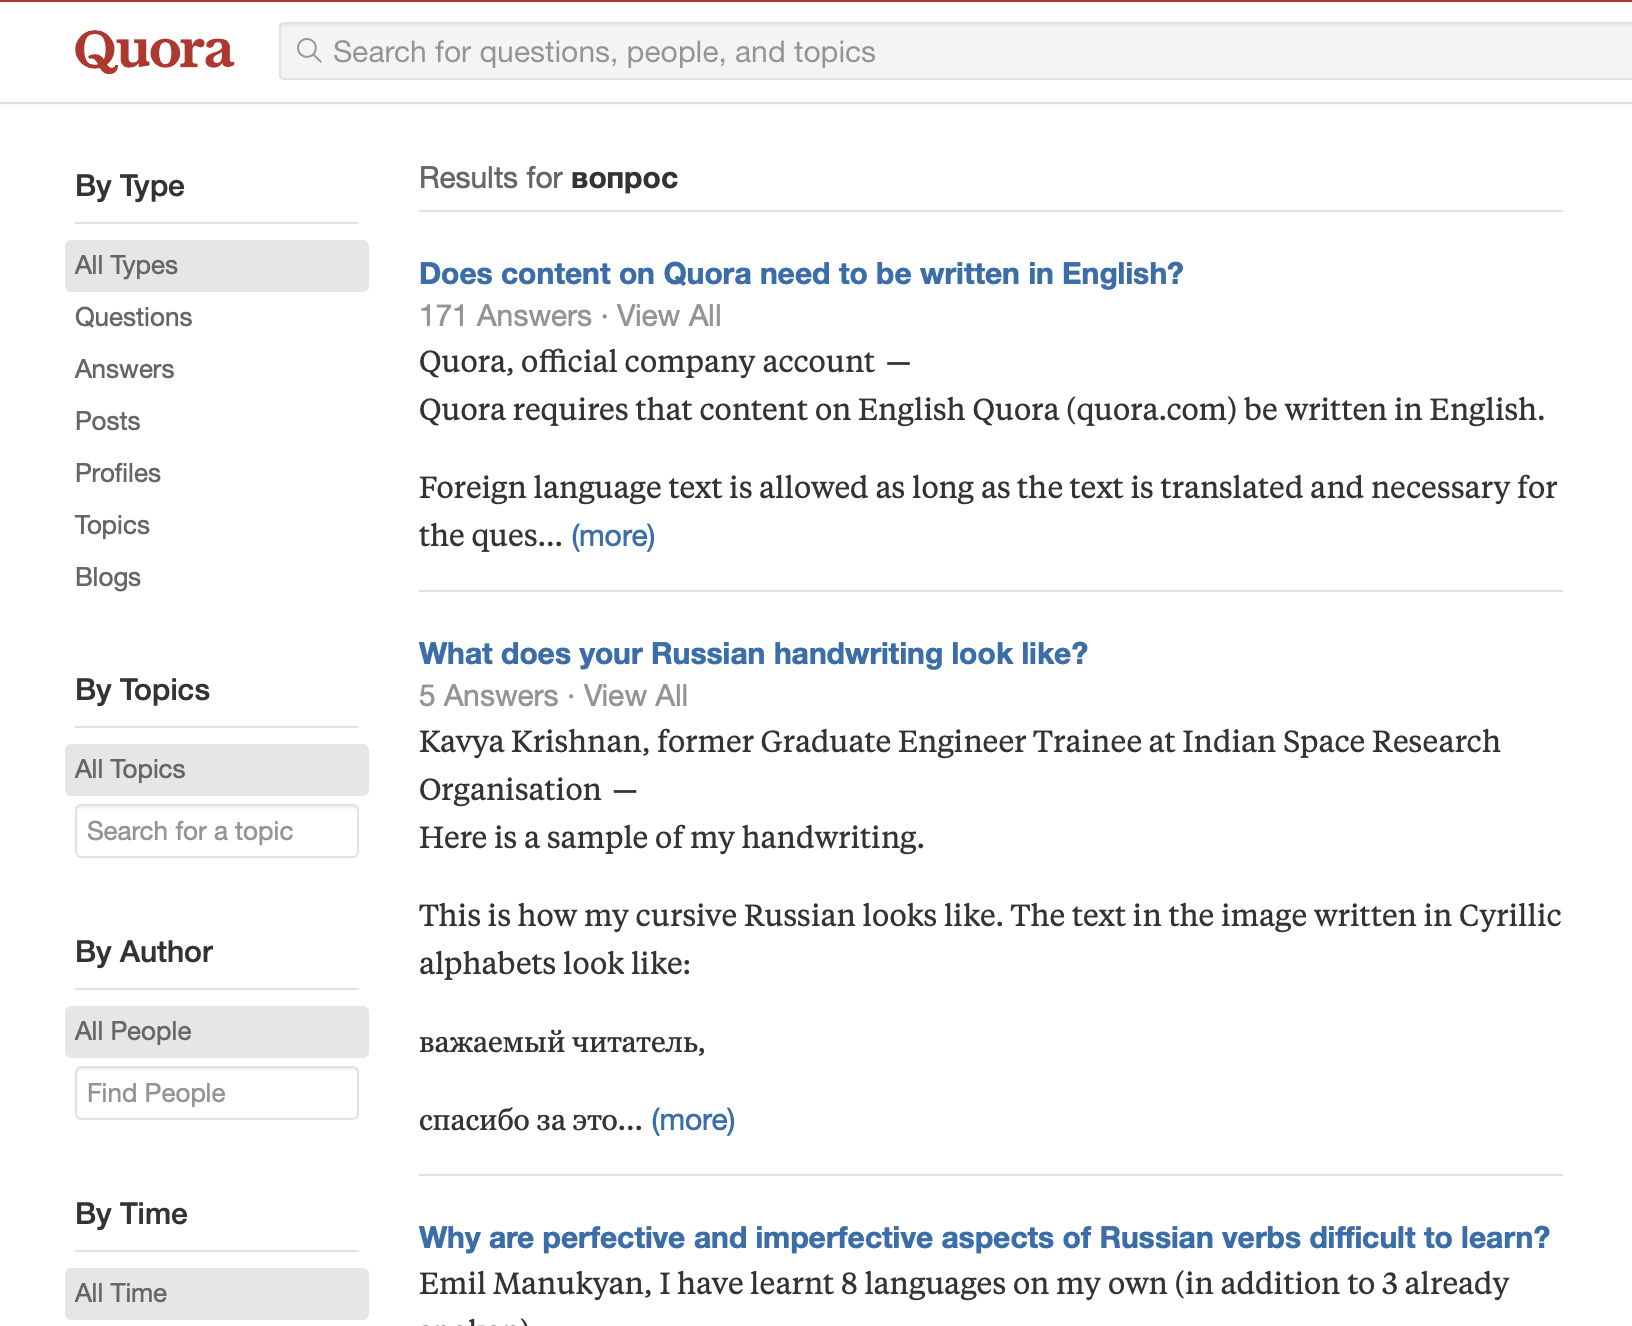 Quora
Search for questions, people, and topics
By Type
All Types
Questions
Answers
Posts
Profiles
Topics
Blogs
By Topics
All Topics
Search for a topic
By Author
All People
Find People
By Time
All Time
Results for вопрос
Does content on Quora need to be written in English?
171 Answers · View All
Quora, official company account —
Quora requires that content on English Quora (quora.com) be written in English.
Foreign language text is allowed as long as the text is translated and necessary for
the ques... (more)
What does your Russian handwriting look like?
5 Answers · View All
Kavya Krishnan, former Graduate Engineer Trainee at Indian Space Research
Organisation —
Here is a sample of my handwriting.
This is how my cursive Russian looks like. The text in the image written in Cyrillic
alphabets look like:
важаемый читатель,
спасибо за это... (more)
Why are perfective and imperfective aspects of Russian verbs difficult to learn?
Emil Manukyan, I have learnt 8 languages on my own (in addition to 3 already